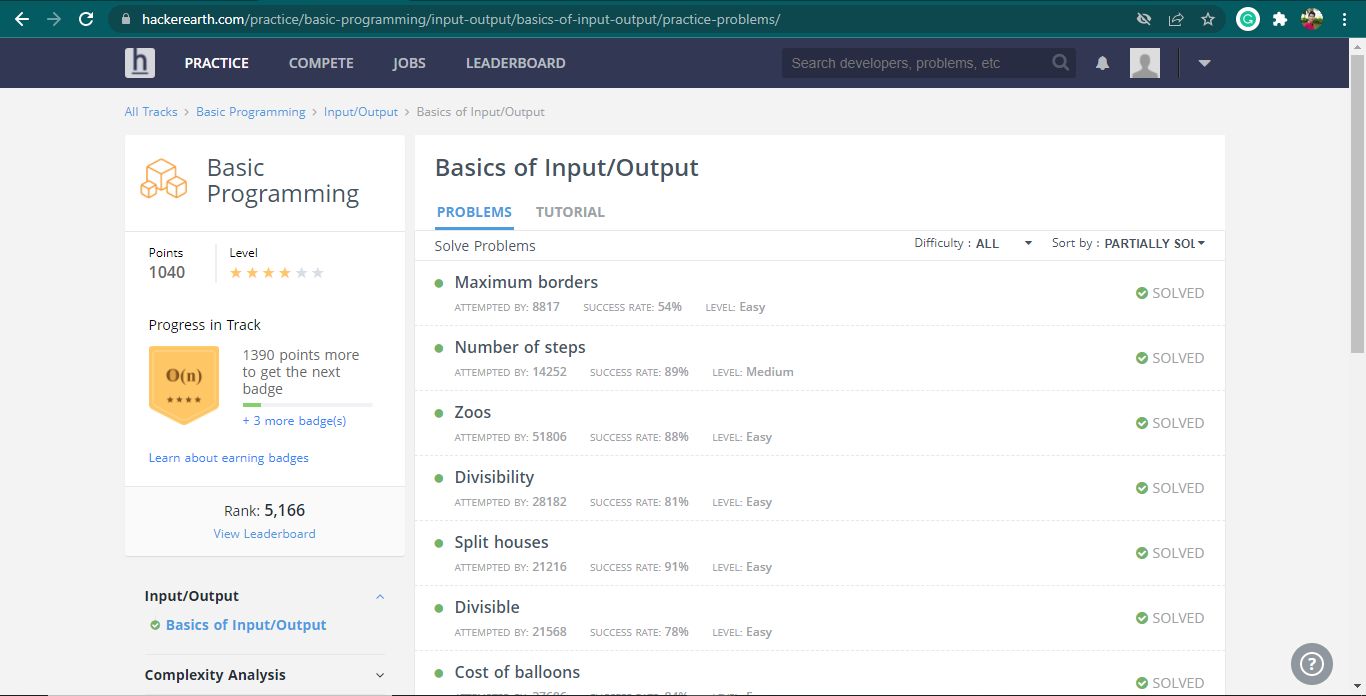 hackerearth.com/practice/basic-programming/input-output/basics-of-input-output/practice-problems/
h PRACTICE COMPETE JOBS LEADERBOARD Search developers, problems, etc
All Tracks > Basic Programming > Input/Output > Basics of Input/Output
Basic
Programming
Points Level
1040
Progress in Track
O(n)
1390 points more
to get the next
badge
+ 3 more badge(s)
Learn about earning badges
Rank: 5,166
View Leaderboard
Input/Output
Basics of Input/Output
Complexity Analysis
Basics of Input/Output
PROBLEMS TUTORIAL
Solve Problems Difficulty : ALL Sort by : PARTIALLY SOL
Maximum borders SOLVED
ATTEMPTED BY: 8817 SUCCESS RATE: 54% LEVEL: Easy
Number of steps SOLVED
ATTEMPTED BY: 14252 SUCCESS RATE: 89% LEVEL: Medium
Zoos SOLVED
ATTEMPTED BY: 51806 SUCCESS RATE: 88% LEVEL: Easy
Divisibility SOLVED
ATTEMPTED BY: 28182 SUCCESS RATE: 81% LEVEL: Easy
Split houses SOLVED
ATTEMPTED BY: 21216 SUCCESS RATE: 91% LEVEL: Easy
Divisible SOLVED
ATTEMPTED BY: 21568 SUCCESS RATE: 78% LEVEL: Easy
Cost of balloons SOLVED